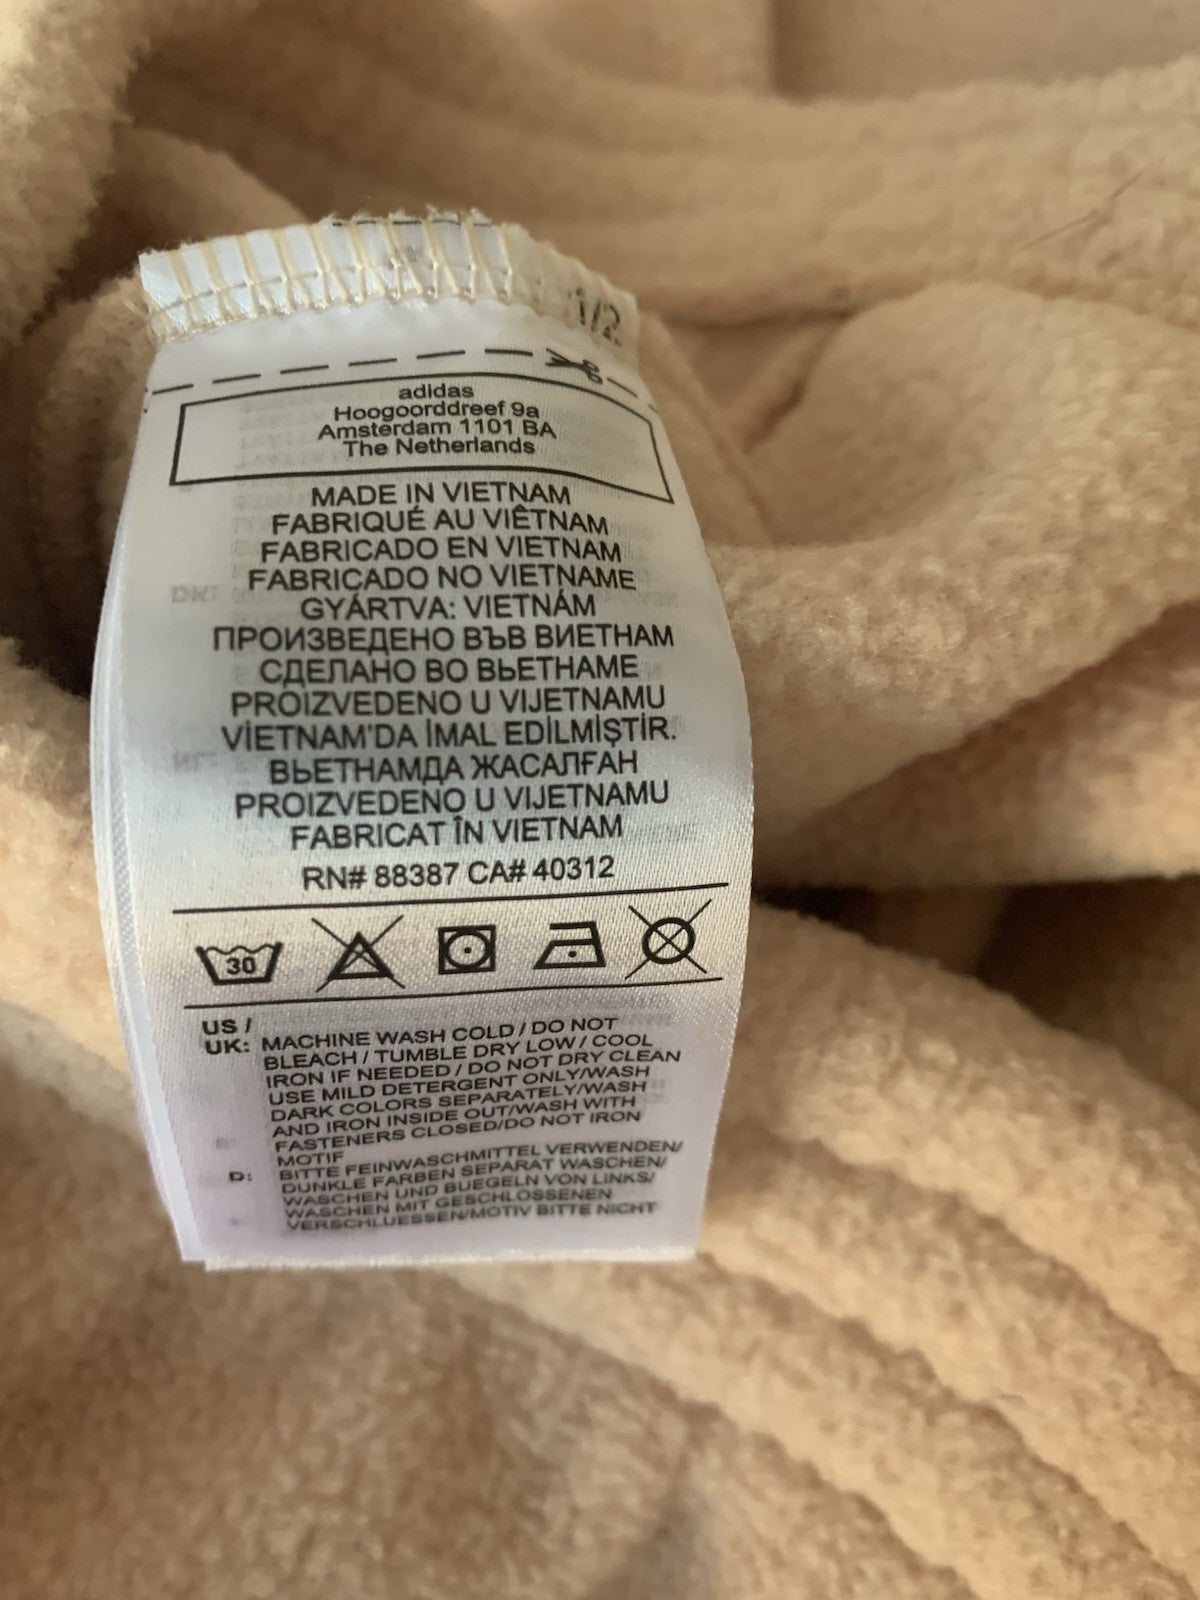 1/2
adidas
Hoogoorddreef 9a
Amsterdam 1101 BA
The Netherlands
MADE IN VIETNAM
FABRIQUÉ AU VIÊTNAM
FABRICADO EN VIETNAM
FABRICADO NO VIETNAME
GYÁRTVA: VIETNÁM
ПРОИЗВЕДЕНО ВЪВ ВИЕТНАМ
СДЕЛАНО ВО ВЬЕТНАМЕ
PROIZVEDENO U VIJETNAMU
VİETNAM'DA İMAL EDİLMİŞTİR.
ВЬЕТНАМДА ЖАСАЛҒАН
PROIZVEDENO U VIJETNAMU
FABRICAT ÎN VIETNAM
RN# 88387 CA# 40312
30
US /
UK: MACHINE WASH COLD / DO NOT
BLEACH / TUMBLE DRY LOW / COOL
IRON IF NEEDED / DO NOT DRY CLEAN
USE MILD DETERGENT ONLY/WASH
DARK COLORS SEPARATELY/WASH
AND IRON INSIDE OUT/WASH WITH
FASTENERS CLOSED/DO NOT IRON
MOTIF
D: BITTE FEINWASCHMITTEL VERWENDEN/
DUNKLE FARBEN SEPARAT WASCHEN/
WASCHEN UND BUEGELN VON LINKS/
WASCHEN MIT GESCHLOSSENEN
VERSCHLUESSEN/MOTIV BITTE NICHT